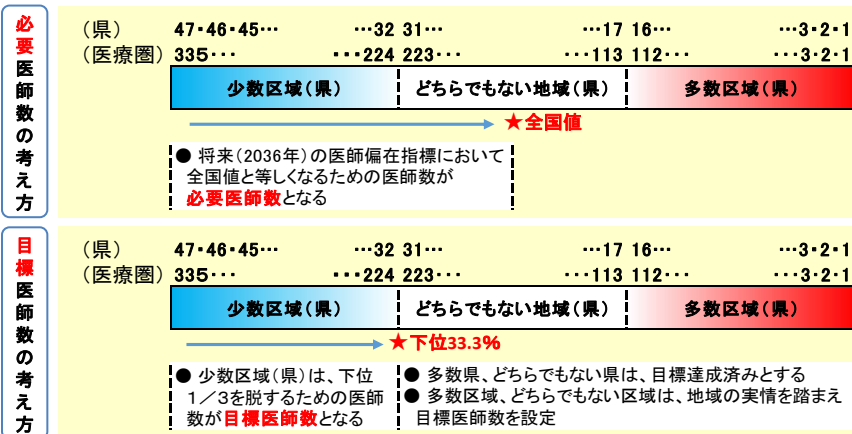 必要医師数の考え方
(県) 47・46・45… …32 31… …17 16… …3・2・1
(医療圏) 335… …224 223… …113 112… …3・2・1
少数区域(県) どちらでもない地域(県) 多数区域(県)
★全国値
● 将来(2036年)の医師偏在指標において
全国値と等しくなるための医師数が
必要医師数となる
目標医師数の考え方
(県) 47・46・45… …32 31… …17 16… …3・2・1
(医療圏) 335… …224 223… …113 112… …3・2・1
少数区域(県) どちらでもない地域(県) 多数区域(県)
★下位33.3%
● 少数区域(県)は、下位
1/3を脱するための医師
数が目標医師数となる
● 多数県、どちらでもない県は、目標達成済みとする
● 多数区域、どちらでもない区域は、地域の実情を踏まえ
目標医師数を設定